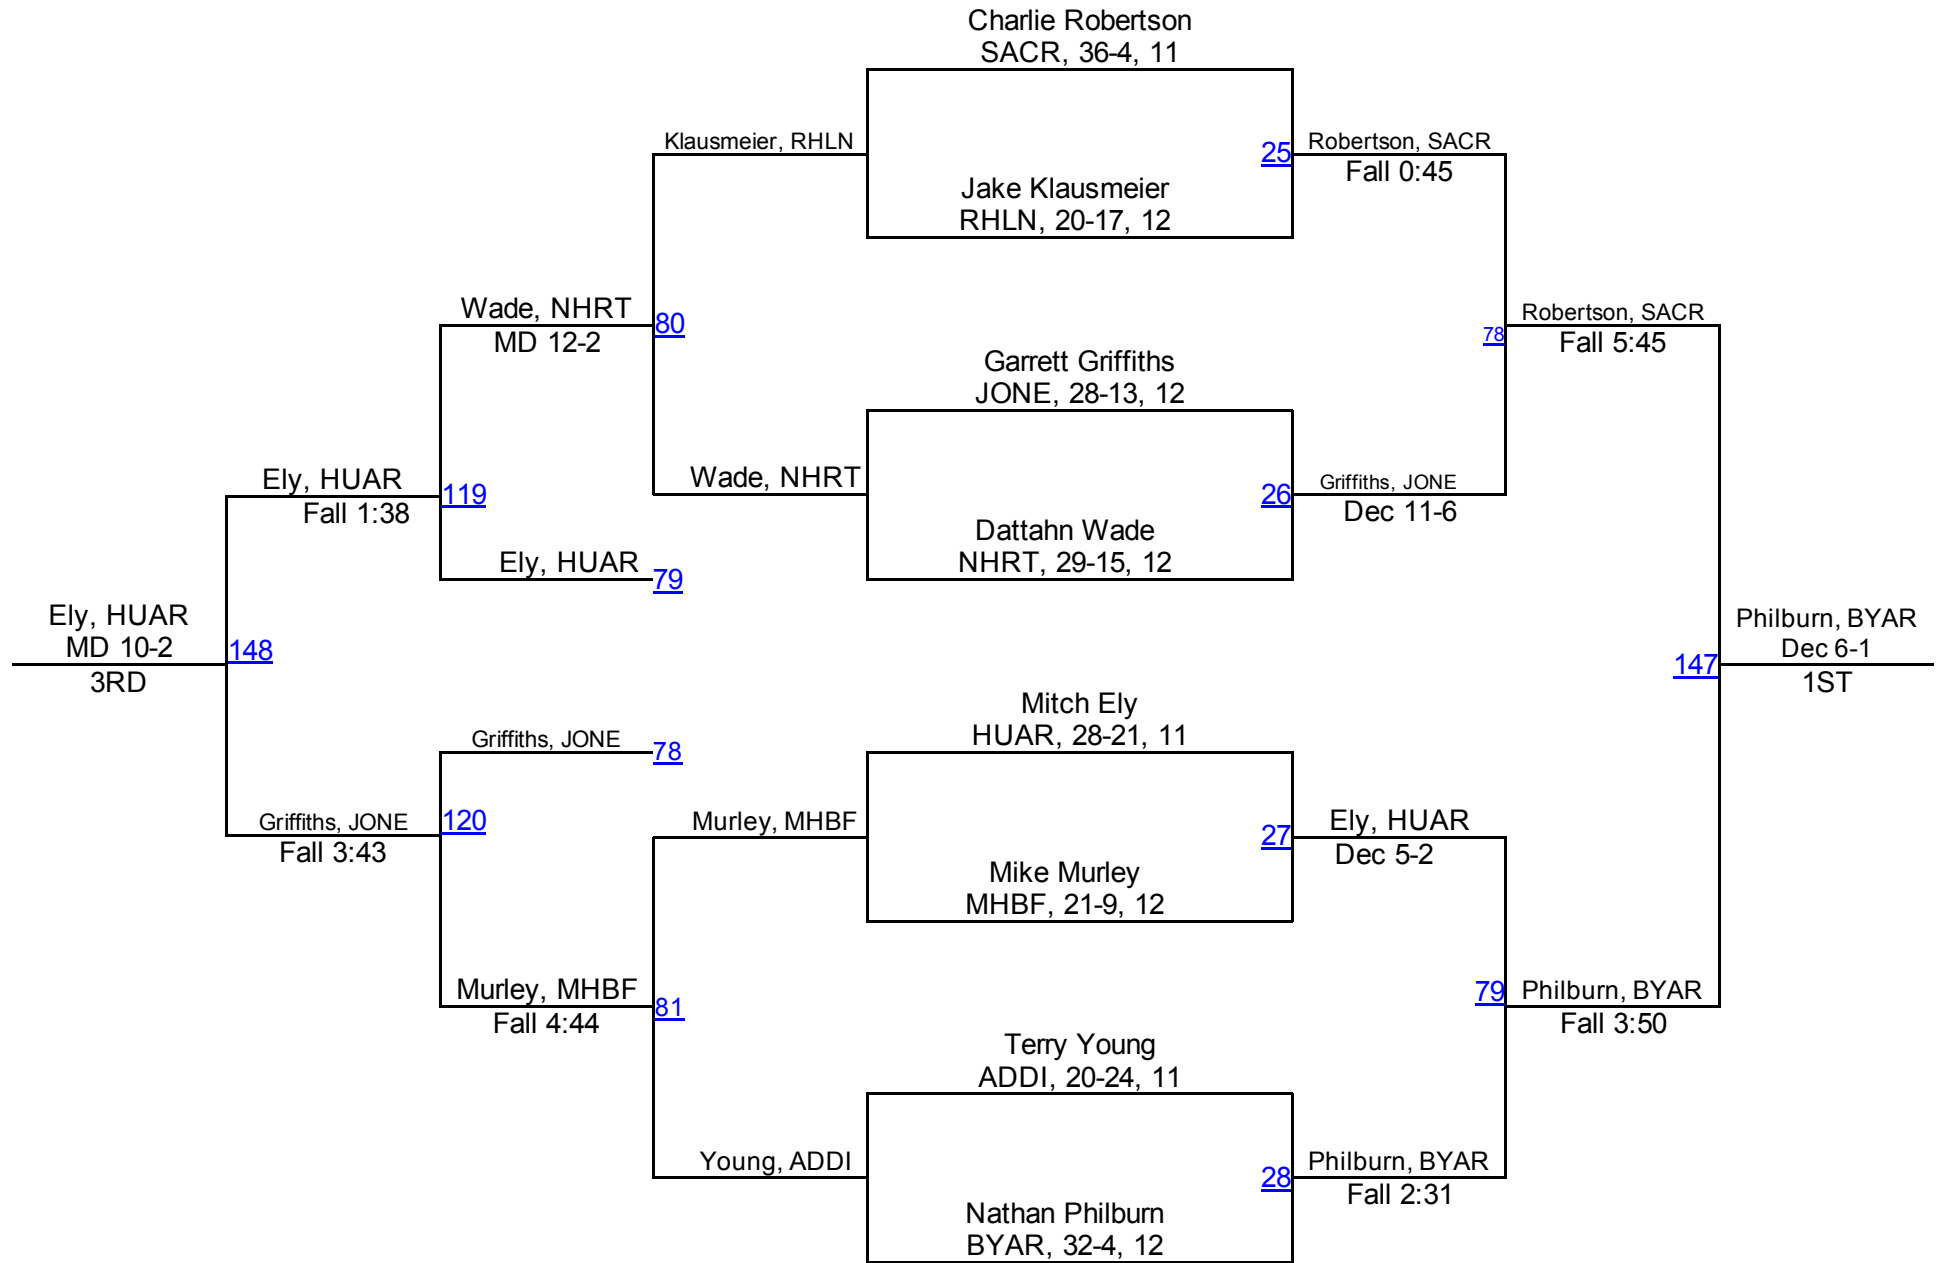 Charlie Robertson
SACR, 36-4, 11
Klausmeier, RHLN
25
Robertson, SACR
Fall 0:45
Jake Klausmeier
RHLN, 20-17, 12
Wade, NHRT
MD 12-2
80
78
Robertson, SACR
Fall 5:45
Garrett Griffiths
JONE, 28-13, 12
Ely, HUAR
Fall 1:38
119
Wade, NHRT
26
Griffiths, JONE
Dec 11-6
Dattahn Wade
NHRT, 29-15, 12
Ely, HUAR
79
Ely, HUAR
MD 10-2
3RD
148
147
Philburn, BYAR
Dec 6-1
1ST
Mitch Ely
HUAR, 28-21, 11
Griffiths, JONE
78
Griffiths, JONE
Fall 3:43
120
Murley, MHBF
27
Ely, HUAR
Dec 5-2
Mike Murley
MHBF, 21-9, 12
Murley, MHBF
Fall 4:44
81
79
Philburn, BYAR
Fall 3:50
Terry Young
ADDI, 20-24, 11
Young, ADDI
28
Philburn, BYAR
Fall 2:31
Nathan Philburn
BYAR, 32-4, 12